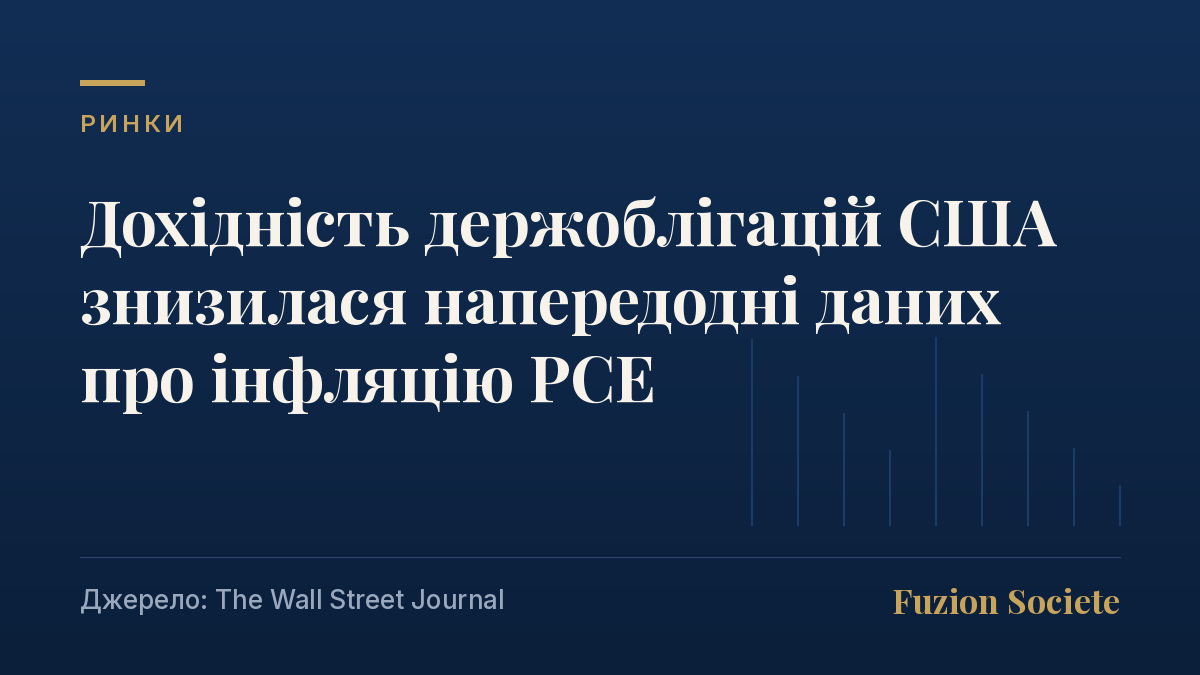 РИНКИ
Дохідність держоблігацій США
знизилася напередодні даних
про інфляцію PCE
Джерело: The Wall Street Journal
Fuzion Societe